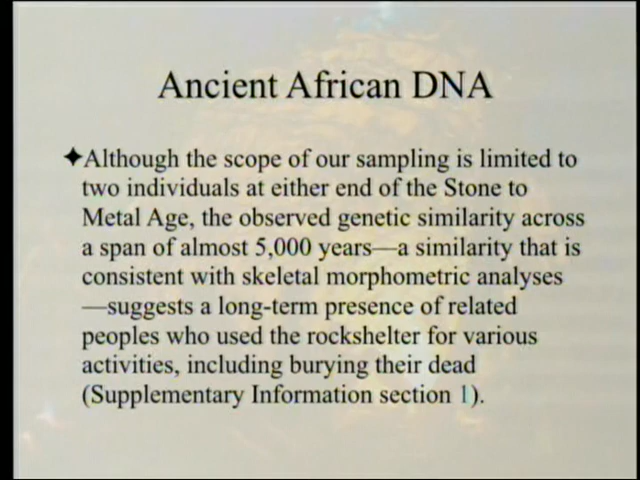 Ancient African DNA
✦Although the scope of our sampling is limited to
two individuals at either end of the Stone to
Metal Age, the observed genetic similarity across
a span of almost 5,000 years—a similarity that is
consistent with skeletal morphometric analyses
—suggests a long-term presence of related
peoples who used the rockshelter for various
activities, including burying their dead
(Supplementary Information section 1).